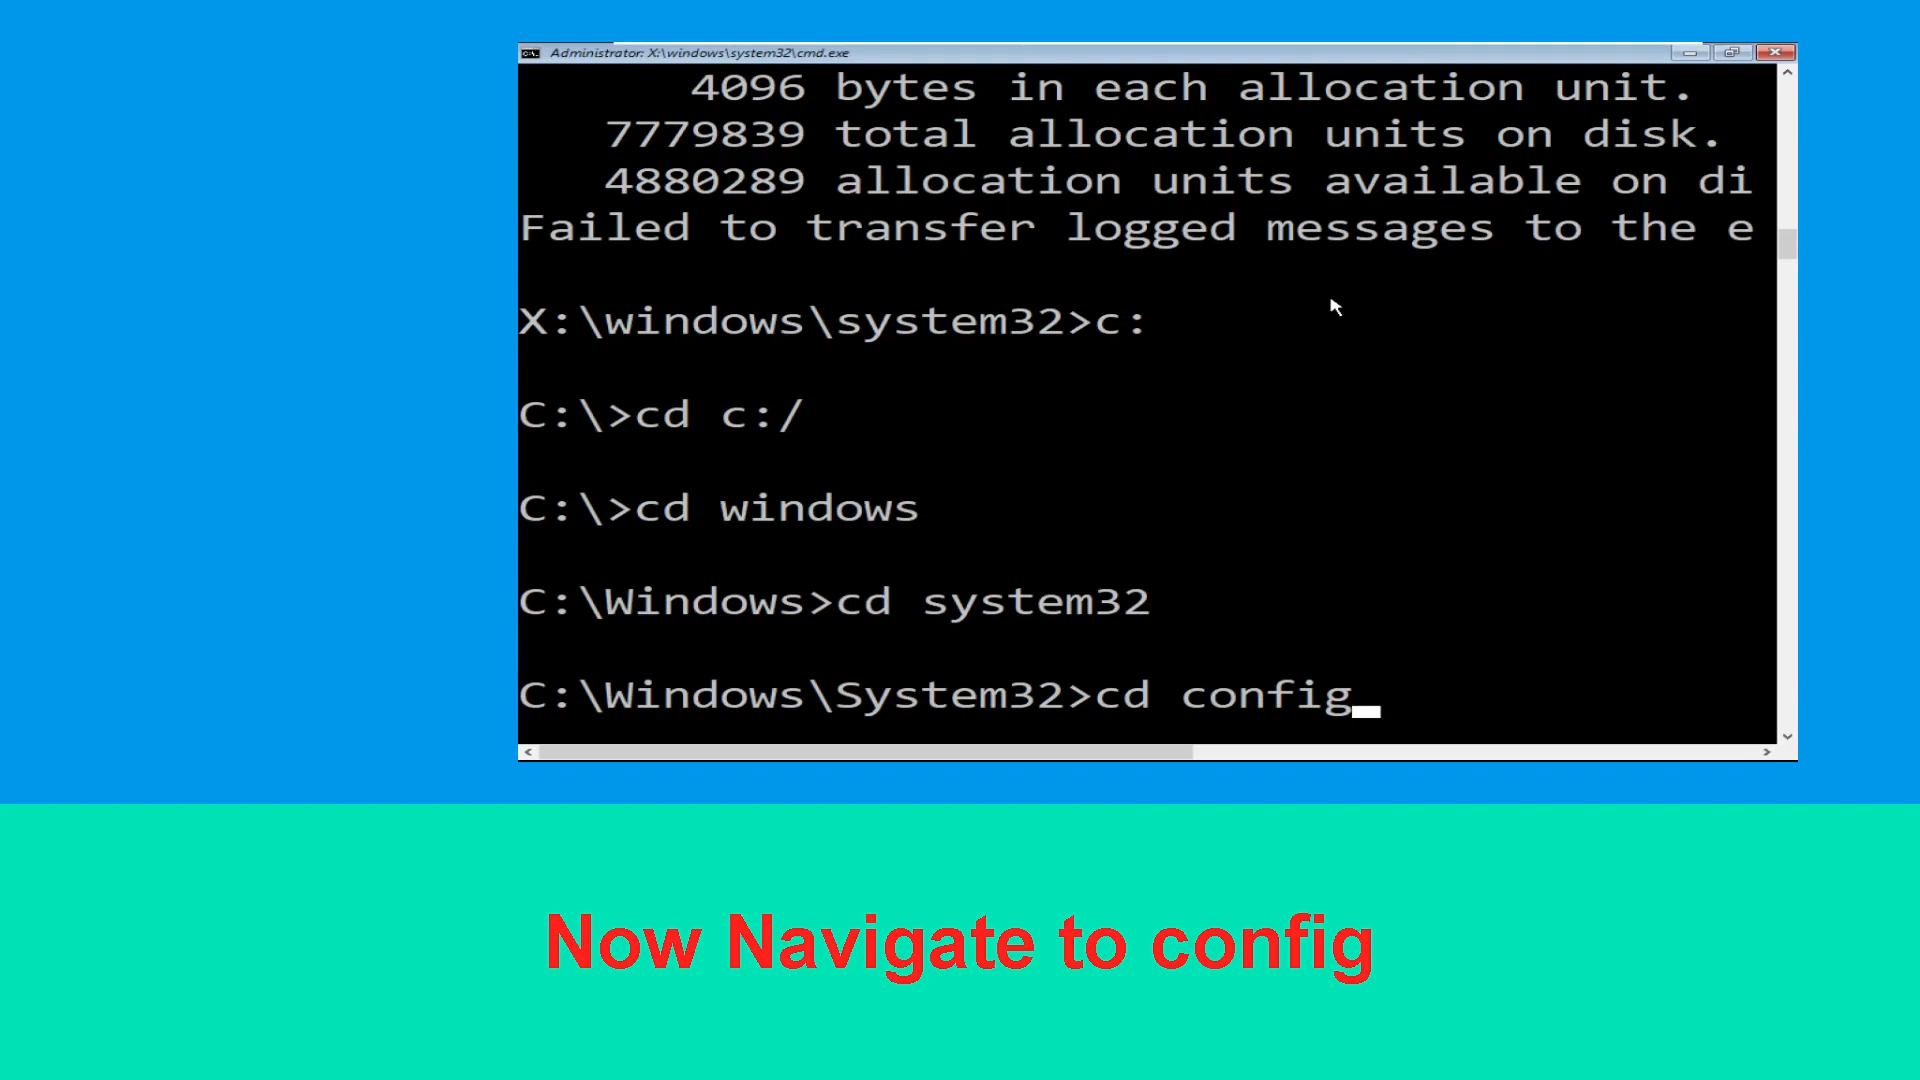 Administrator: X:\windows\system32\cmd.exe
4096 bytes in each allocation unit.
7779839 total allocation units on disk.
4880289 allocation units available on di
Failed to transfer logged messages to the e
X:\windows\system32>c:
C:\>cd c:/
C:\>cd windows
C:\Windows>cd system32
C:\Windows\System32>cd config
Now Navigate to config